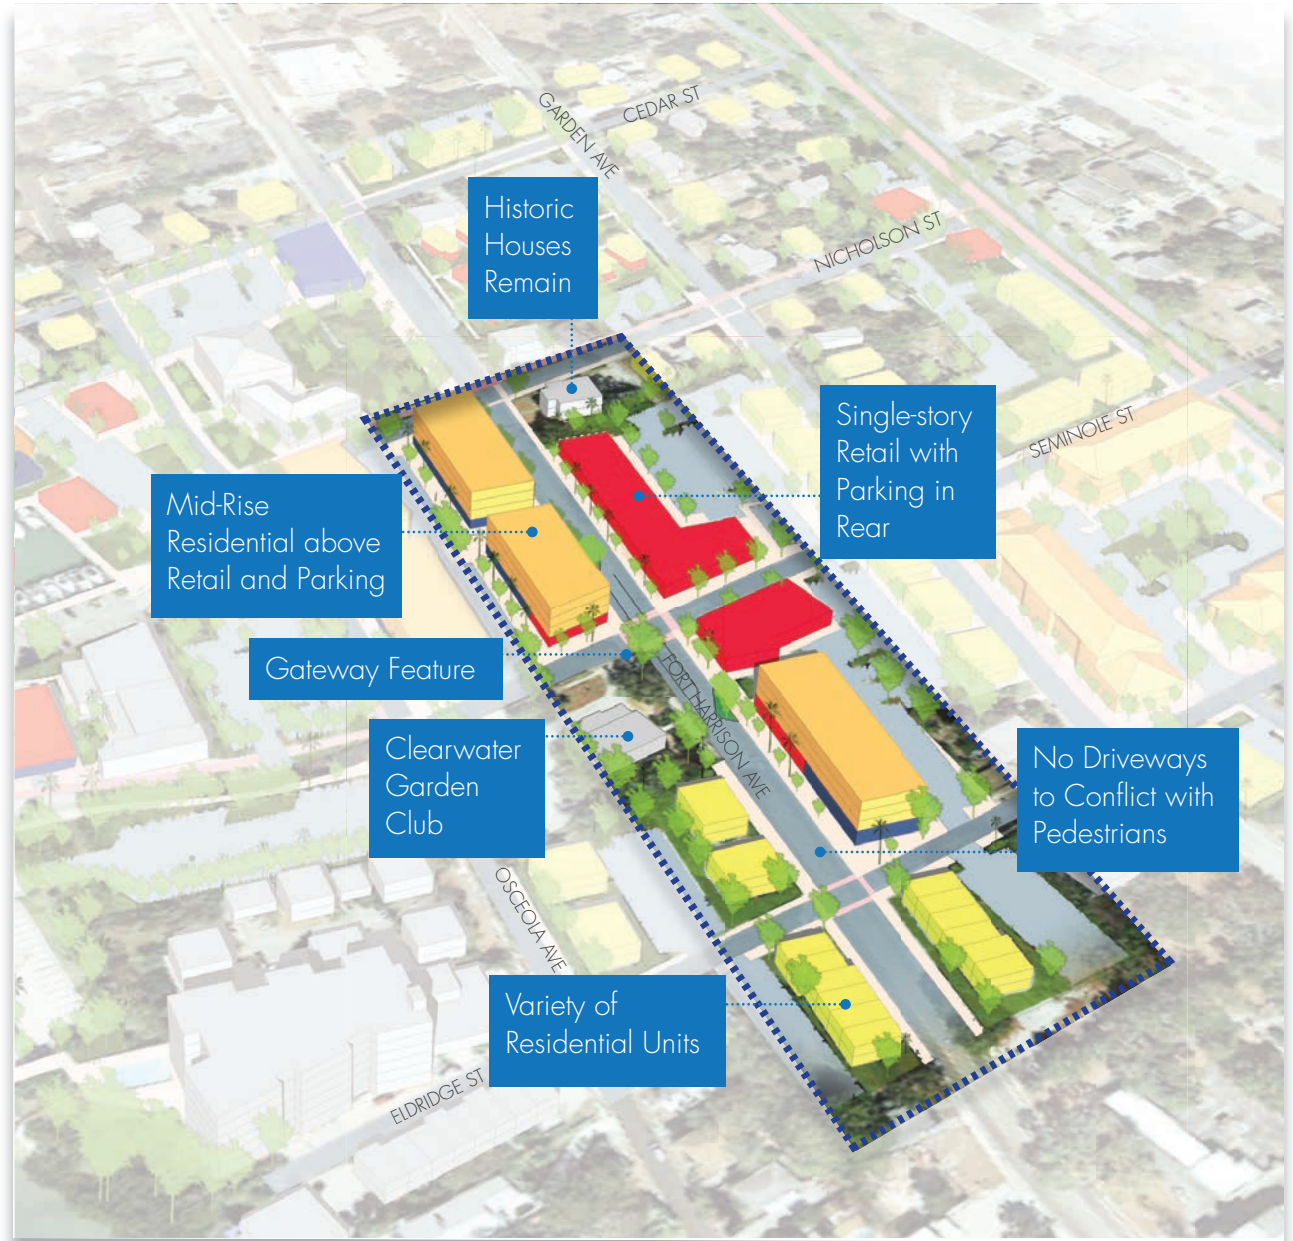 CEDAR ST
GARDEN AVE
Historic
Houses
Remain
NICHOLSON ST
Single-story
Retail with
Parking in
Rear
SEMINOLE ST
Mid-Rise
Residential above
Retail and Parking
Gateway Feature
FORT HARRISON AVE
Clearwater
Garden
Club
No Driveways
to Conflict with
Pedestrians
OSCEOLA AVE
Variety of
Residential Units
ELDRIDGE ST